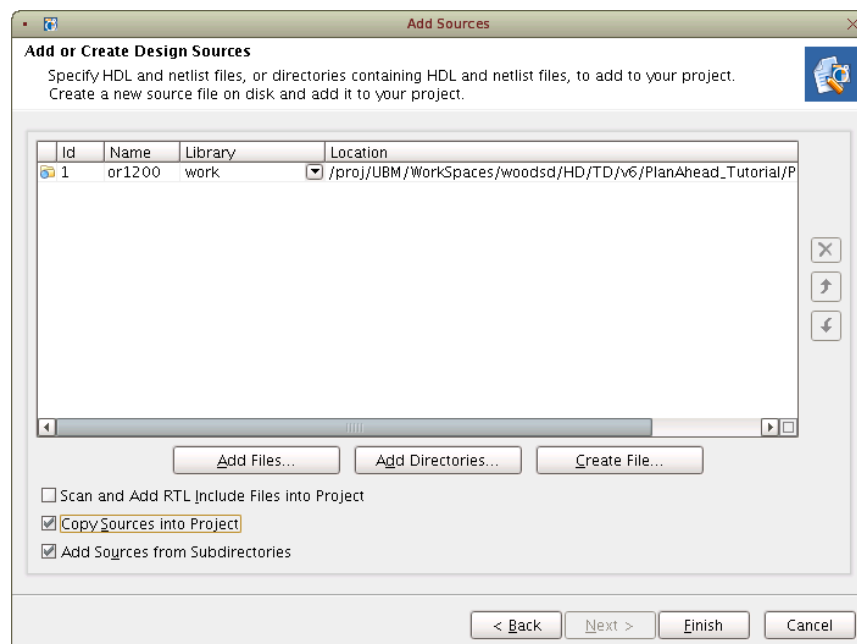 Add Sources
Add or Create Design Sources
Specify HDL and netlist files, or directories containing HDL and netlist files, to add to your project.
Create a new source file on disk and add it to your project.
Id Name Library Location
1 or1200 work /proj/UBM/WorkSpaces/woodsd/HD/TD/v6/PlanAhead_Tutorial/P
Add Files... Add Directories... Create File...
Scan and Add RTL Include Files into Project
Copy Sources into Project
Add Sources from Subdirectories
< Back Next > Finish Cancel